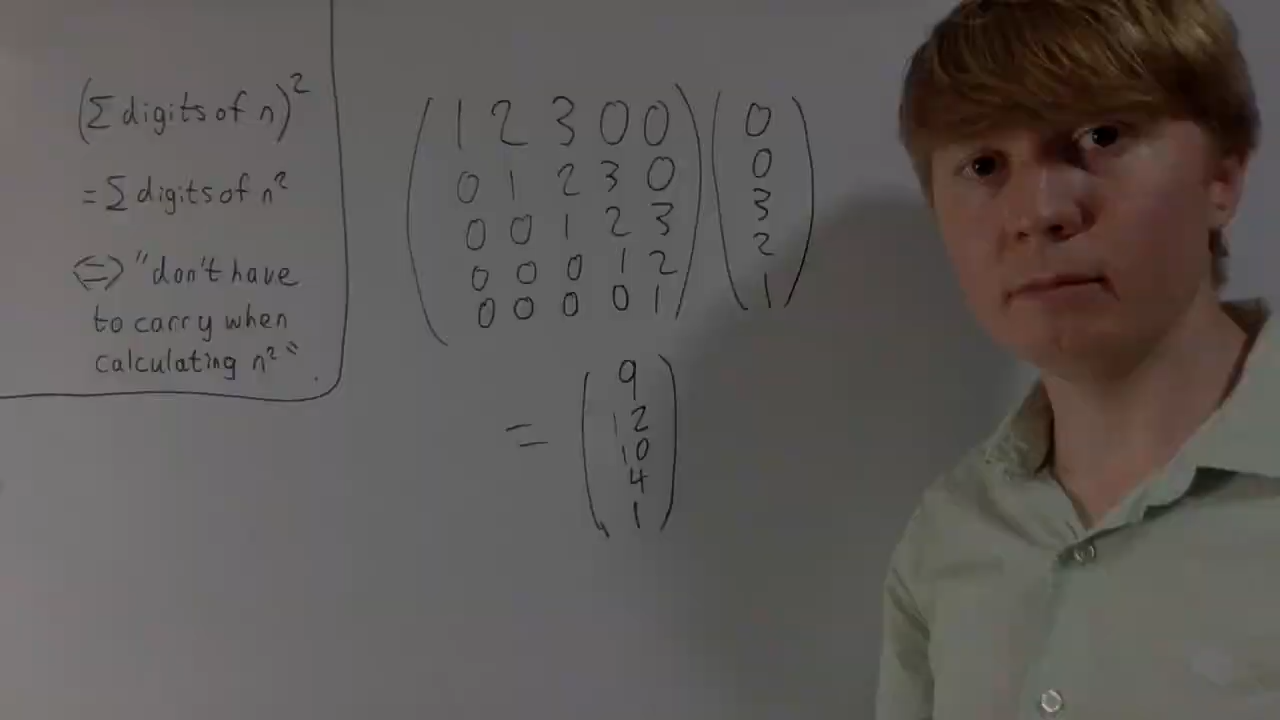 (Σ digits of n)²
= Σ digits of n²
⇔ "don't have
to carry when
calculating n²"
1 2 3 0 0
0 1 2 3 0
0 0 1 2 3
0 0 0 1 2
0 0 0 0 1
0
0
3
2
1
=
9
12
10
4
1